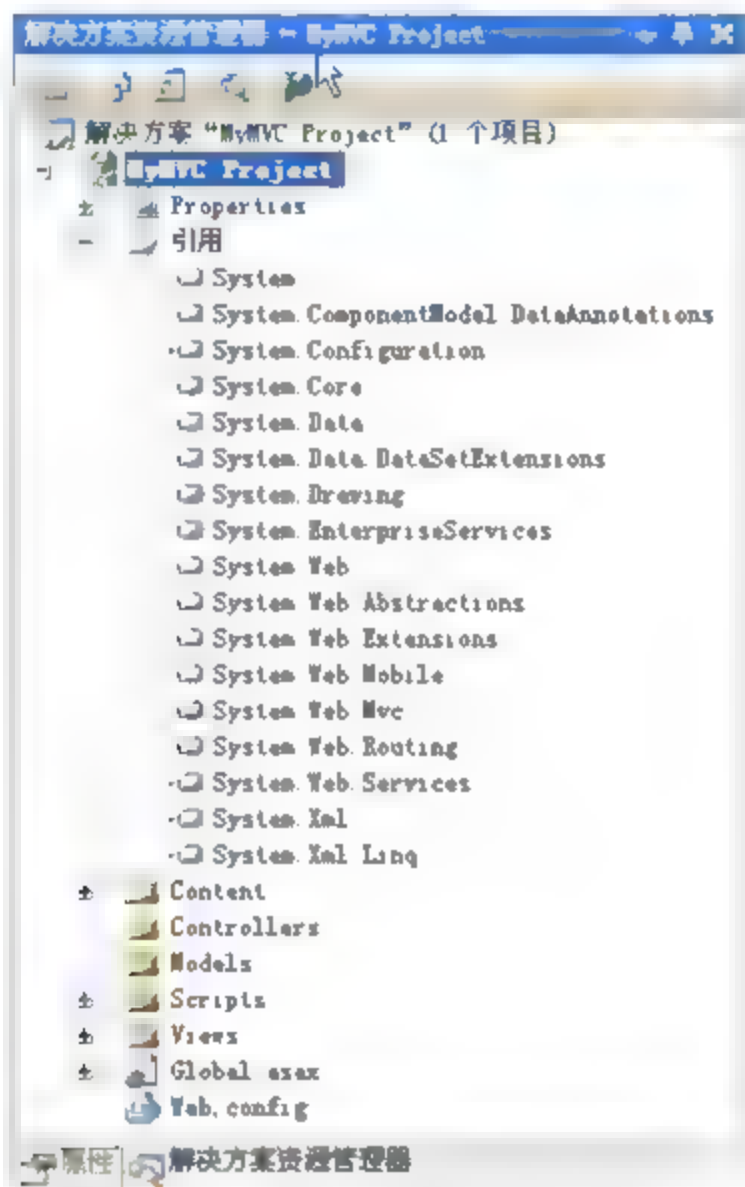 解决方案资源管理器 - MyMVC Project
解决方案 “MyMVC Project” (1 个项目)
MyMVC Project
Properties
引用
System
System.ComponentModel.DataAnnotations
System.Configuration
System.Core
System.Data
System.Data.DataSetExtensions
System.Drawing
System.EnterpriseServices
System.Web
System.Web.Abstractions
System.Web.Extensions
System.Web.Mobile
System.Web.Mvc
System.Web.Routing
System.Web.Services
System.Xml
System.Xml.Linq
Content
Controllers
Models
Scripts
Views
Global.asax
Web.config
属性 解决方案资源管理器